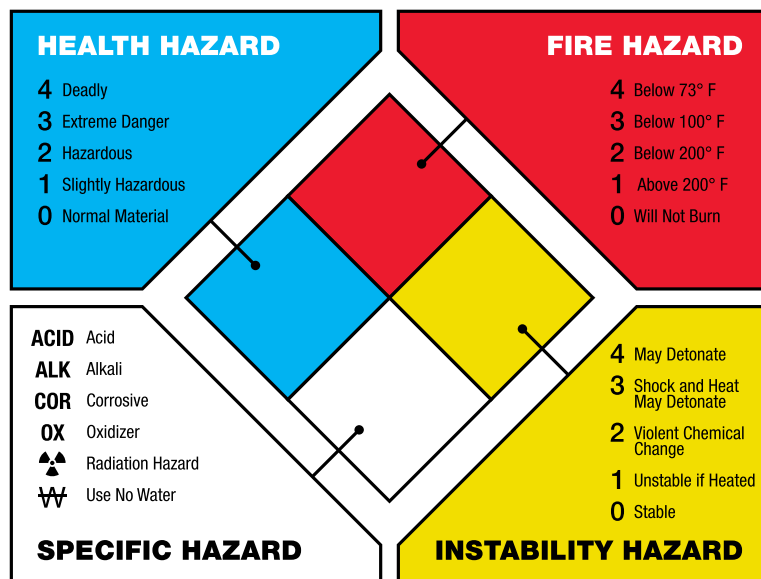 HEALTH HAZARD
4 Deadly
3 Extreme Danger
2 Hazardous
1 Slightly Hazardous
0 Normal Material
FIRE HAZARD
4 Below 73° F
3 Below 100° F
2 Below 200° F
1 Above 200° F
0 Will Not Burn
ACID Acid
ALK Alkali
COR Corrosive
OX Oxidizer
Radiation Hazard
W Use No Water
SPECIFIC HAZARD
4 May Detonate
3 Shock and Heat
May Detonate
2 Violent Chemical
Change
1 Unstable if Heated
0 Stable
INSTABILITY HAZARD